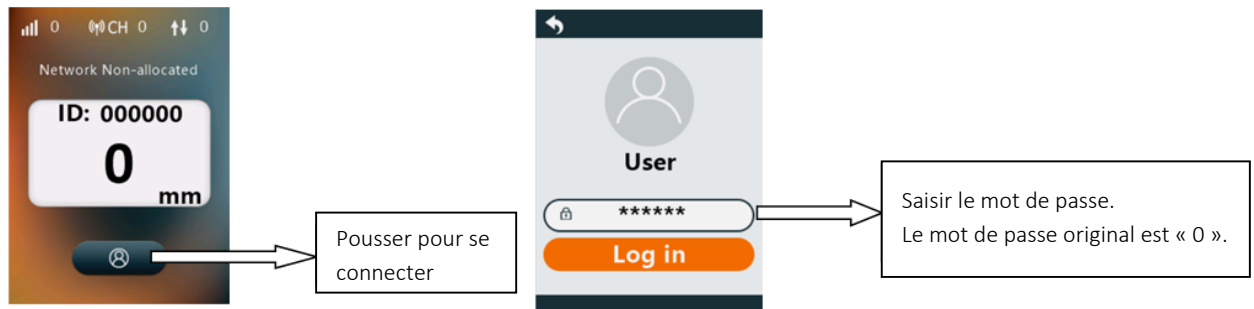 0 CH 0 0
Network Non-allocated
ID: 000000
0
mm
Pousser pour se
connecter
User
******
Log in
Saisir le mot de passe.
Le mot de passe original est « 0 ».